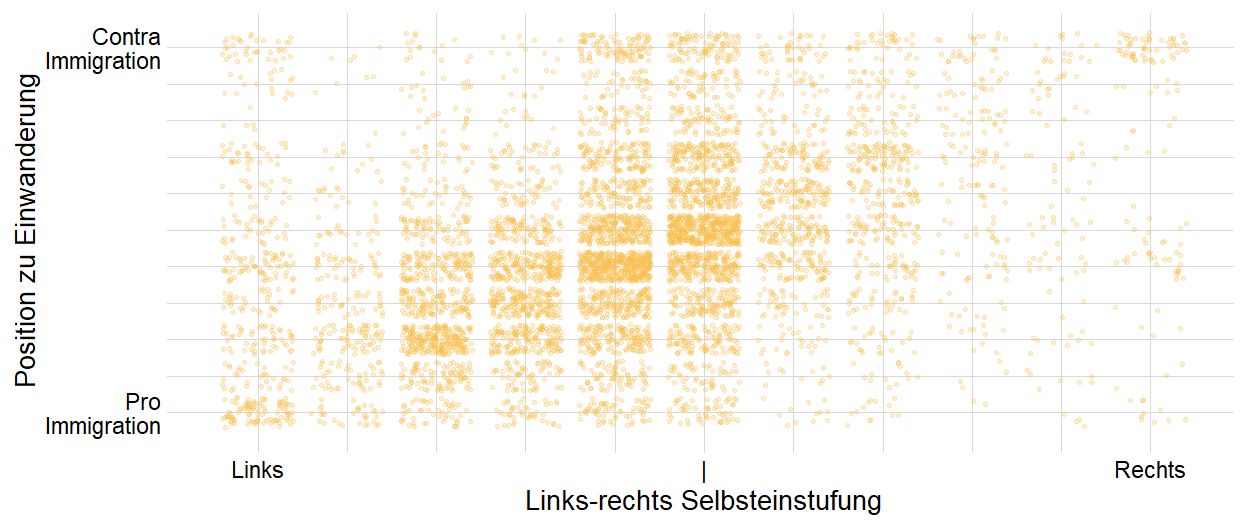 Contra
Immigration
Position zu Einwanderung
Pro
Immigration
Links
|
Rechts
Links-rechts Selbsteinstufung